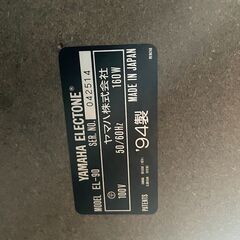 YAMAHA ELECTONE®
MODEL EL-90 SER. NO. 042514
100V 50/60Hz 160W
ヤマハ株式会社
MADE IN JAPAN
'94製
PATENTS